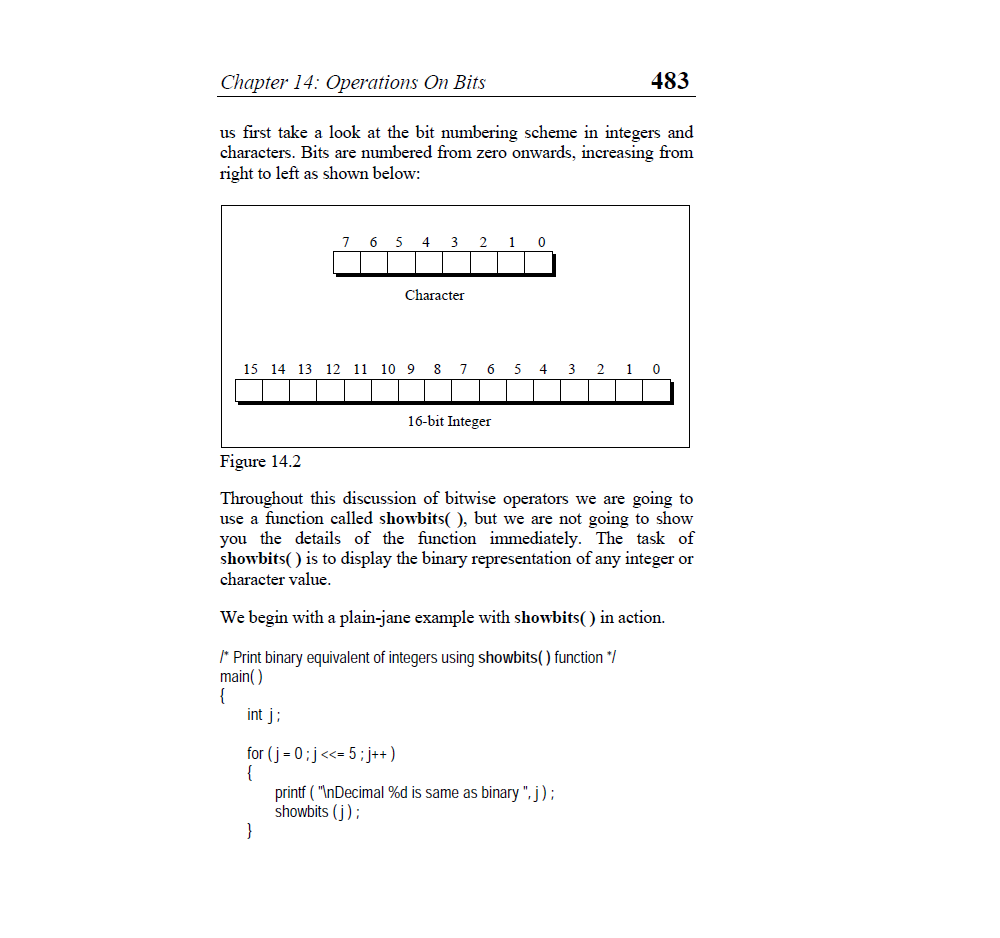 Chapter 14: Operations On Bits 483
us first take a look at the bit numbering scheme in integers and
characters. Bits are numbered from zero onwards, increasing from
right to left as shown below:
7 6 5 4 3 2 1 0
Character
15 14 13 12 11 10 9 8 7 6 5 4 3 2 1 0
16-bit Integer
Figure 14.2
Throughout this discussion of bitwise operators we are going to
use a function called showbits( ), but we are not going to show
you the details of the function immediately. The task of
showbits( ) is to display the binary representation of any integer or
character value.
We begin with a plain-jane example with showbits( ) in action.
/* Print binary equivalent of integers using showbits( ) function */
main( )
{
int j ;
for ( j = 0 ; j <<= 5 ; j++ )
{
printf ( "\nDecimal %d is same as binary ", j ) ;
showbits ( j ) ;
}